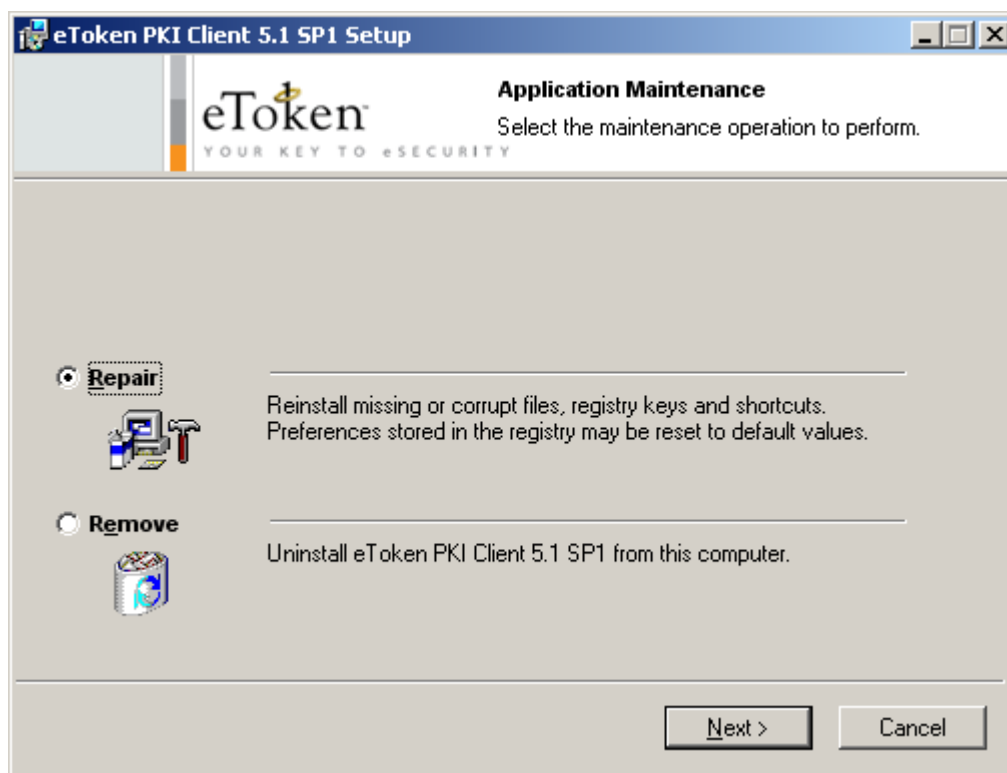 eToken PKI Client 5.1 SP1 Setup
eToken
YOUR KEY TO eSECURITY
Application Maintenance
Select the maintenance operation to perform.
Repair
Reinstall missing or corrupt files, registry keys and shortcuts.
Preferences stored in the registry may be reset to default values.
Remove
Uninstall eToken PKI Client 5.1 SP1 from this computer.
Next >
Cancel